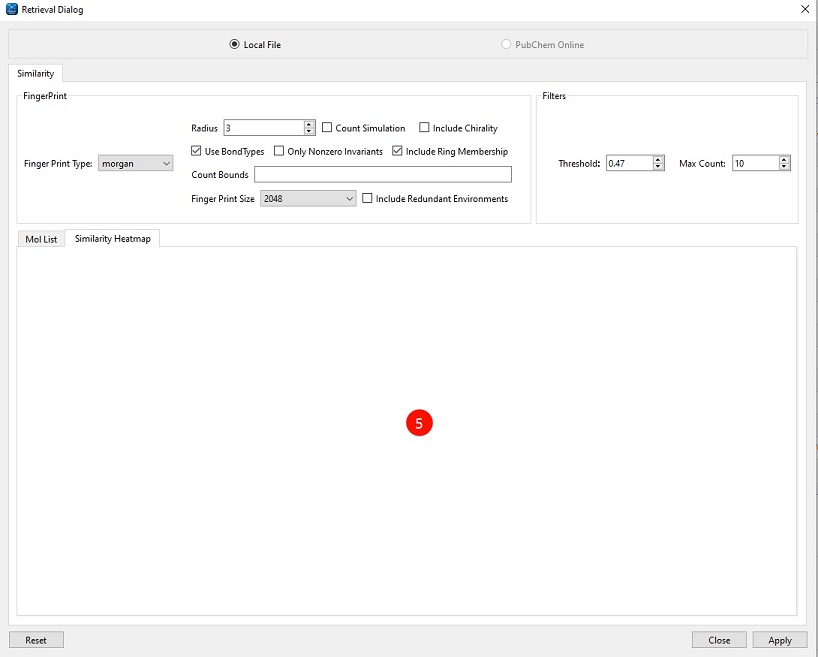 Retrieval Dialog
Local File PubChem Online
Similarity
FingerPrint Filters
Radius 3 Count Simulation Include Chirality
Use BondTypes Only Nonzero Invariants Include Ring Membership
Finger Print Type: morgan Threshold: 0.47 Max Count: 10
Count Bounds
Finger Print Size 2048 Include Redundant Environments
Mol List Similarity Heatmap
5
Reset Close Apply